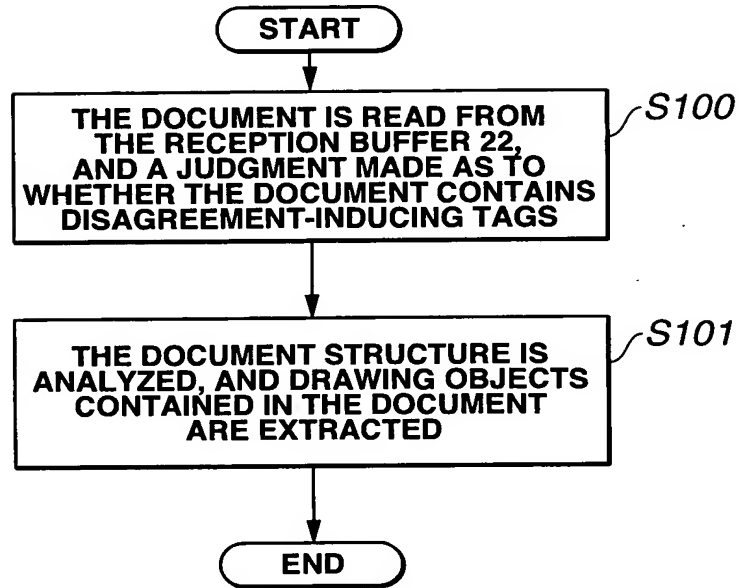 START
THE DOCUMENT IS READ FROM
THE RECEPTION BUFFER 22,
AND A JUDGMENT MADE AS TO
WHETHER THE DOCUMENT CONTAINS
DISAGREEMENT-INDUCING TAGS
S100
THE DOCUMENT STRUCTURE IS
ANALYZED, AND DRAWING OBJECTS
CONTAINED IN THE DOCUMENT
ARE EXTRACTED
S101
END